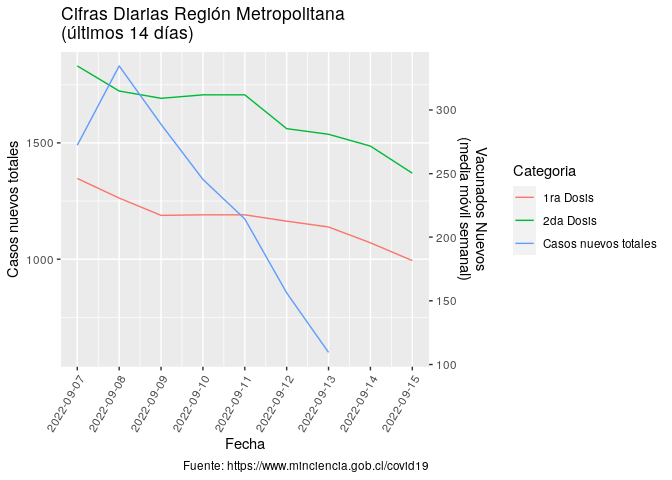 Cifras Diarias Región Metropolitana
(últimos 14 días)
1500
1000
Casos nuevos totales
300
250
200
150
100
Vacunados Nuevos
(media móvil semanal)
2022-09-07
2022-09-08
2022-09-09
2022-09-10
2022-09-11
2022-09-12
2022-09-13
2022-09-14
2022-09-15
Fecha
Categoria
1ra Dosis
2da Dosis
Casos nuevos totales
Fuente: https://www.minciencia.gob.cl/covid19